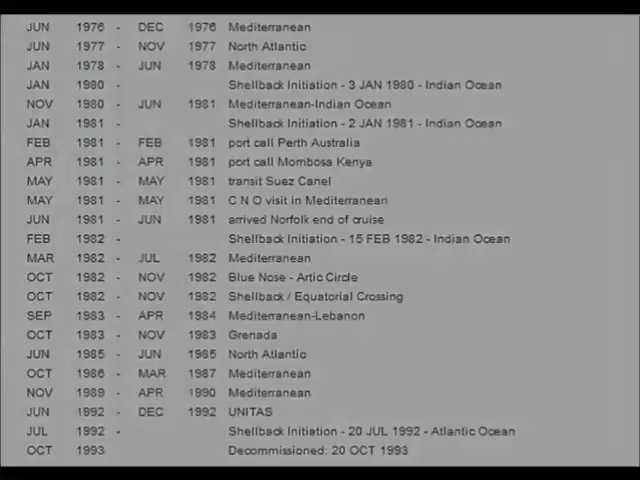 JUN 1976 - DEC 1976 Mediterranean
JUN 1977 - NOV 1977 North Atlantic
JAN 1978 - JUN 1978 Mediterranean
JAN 1980 - Shellback Initiation - 3 JAN 1980 - Indian Ocean
NOV 1980 - JUN 1981 Mediterranean-Indian Ocean
JAN 1981 - Shellback Initiation - 2 JAN 1981 - Indian Ocean
FEB 1981 - FEB 1981 port call Perth Australia
APR 1981 - APR 1981 port call Mombosa Kenya
MAY 1981 - MAY 1981 transit Suez Canel
MAY 1981 - MAY 1981 C N O visit in Mediterranean
JUN 1981 - JUN 1981 arrived Norfolk end of cruise
FEB 1982 - Shellback Initiation - 15 FEB 1982 - Indian Ocean
MAR 1982 - JUL 1982 Mediterranean
OCT 1982 - NOV 1982 Blue Nose - Artic Circle
OCT 1982 - NOV 1982 Shellback / Equatorial Crossing
SEP 1983 - APR 1984 Mediterranean-Lebanon
OCT 1983 - NOV 1983 Grenada
JUN 1985 - JUN 1985 North Atlantic
OCT 1986 - MAR 1987 Mediterranean
NOV 1989 - APR 1990 Mediterranean
JUN 1992 - DEC 1992 UNITAS
JUL 1992 - Shellback Initiation - 20 JUL 1992 - Atlantic Ocean
OCT 1993 Decommissioned: 20 OCT 1993